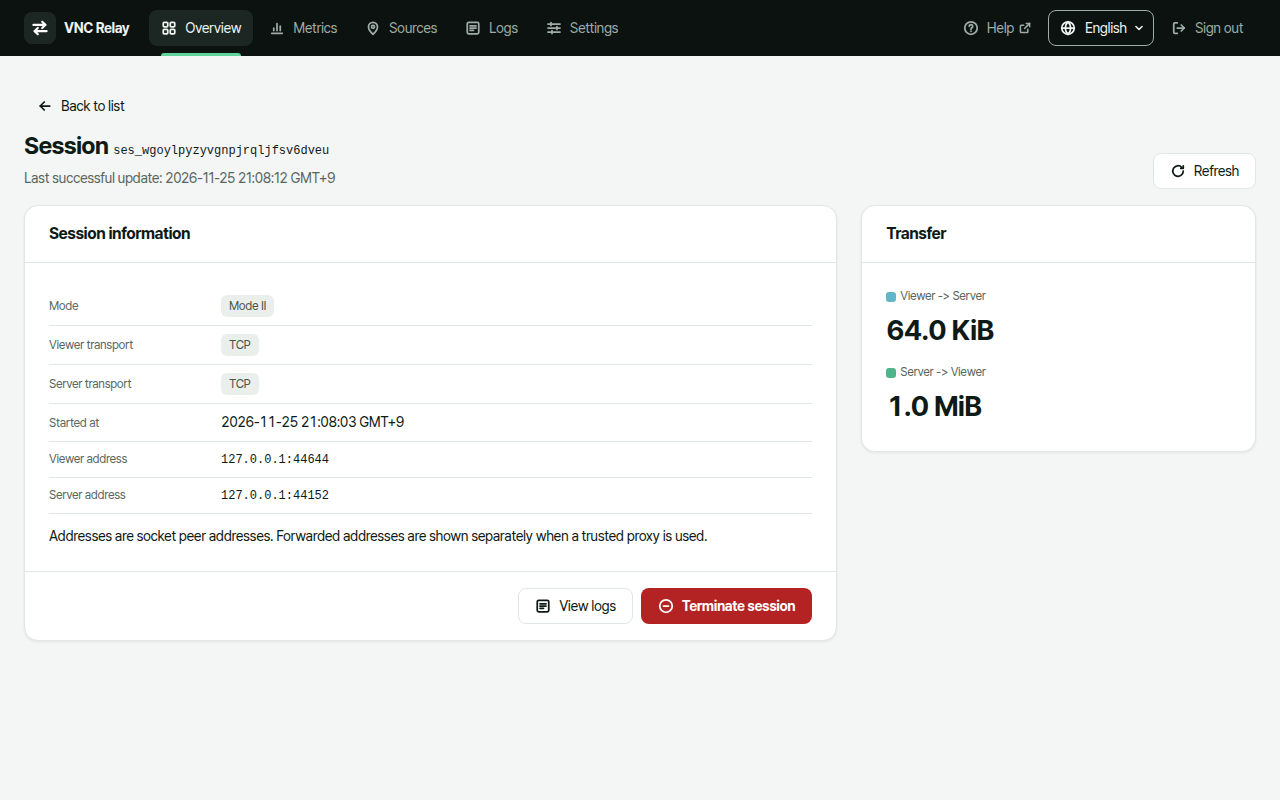 VNC Relay
Overview
Metrics
Sources
Logs
Settings
Help
English
Sign out
Back to list
Session ses_wgoylpyzyvgnpjrqljfsv6dveu
Last successful update: 2026-11-25 21:08:12 GMT+9
Refresh
Session information
Mode Mode II
Viewer transport TCP
Server transport TCP
Started at 2026-11-25 21:08:03 GMT+9
Viewer address 127.0.0.1:44644
Server address 127.0.0.1:44152
Addresses are socket peer addresses. Forwarded addresses are shown separately when a trusted proxy is used.
View logs
Terminate session
Transfer
Viewer -> Server
64.0 KiB
Server -> Viewer
1.0 MiB